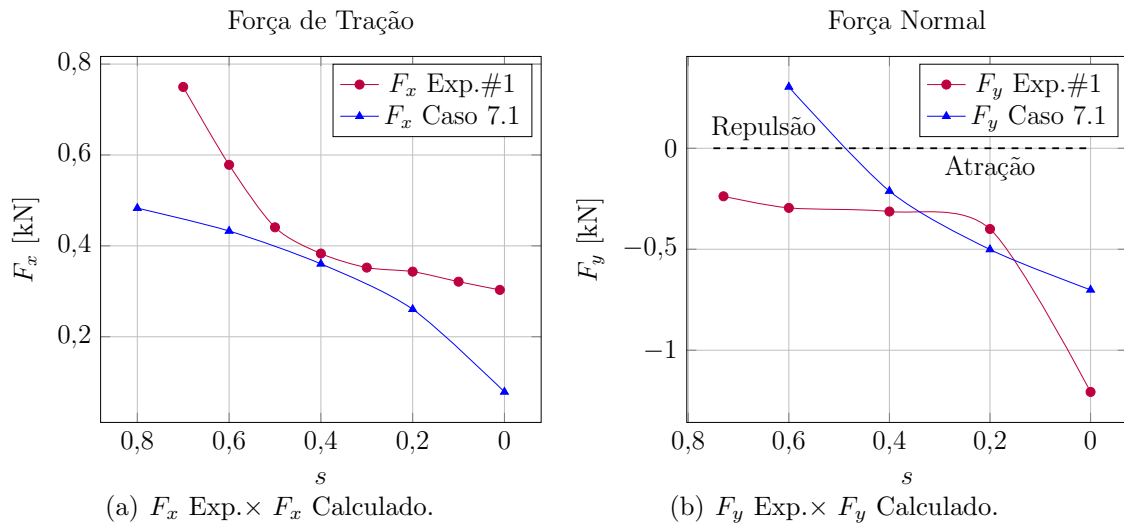 Força de Tração
F_x Exp.#1
F_x Caso 7.1
0,8
0,6
0,4
0,2
F_x [kN]
0,8 0,6 0,4 0,2 0
s
(a) F_x Exp.× F_x Calculado.
Força Normal
F_y Exp.#1
F_y Caso 7.1
Repulsão
Atração
0
−0,5
−1
F_y [kN]
0,8 0,6 0,4 0,2 0
s
(b) F_y Exp.× F_y Calculado.